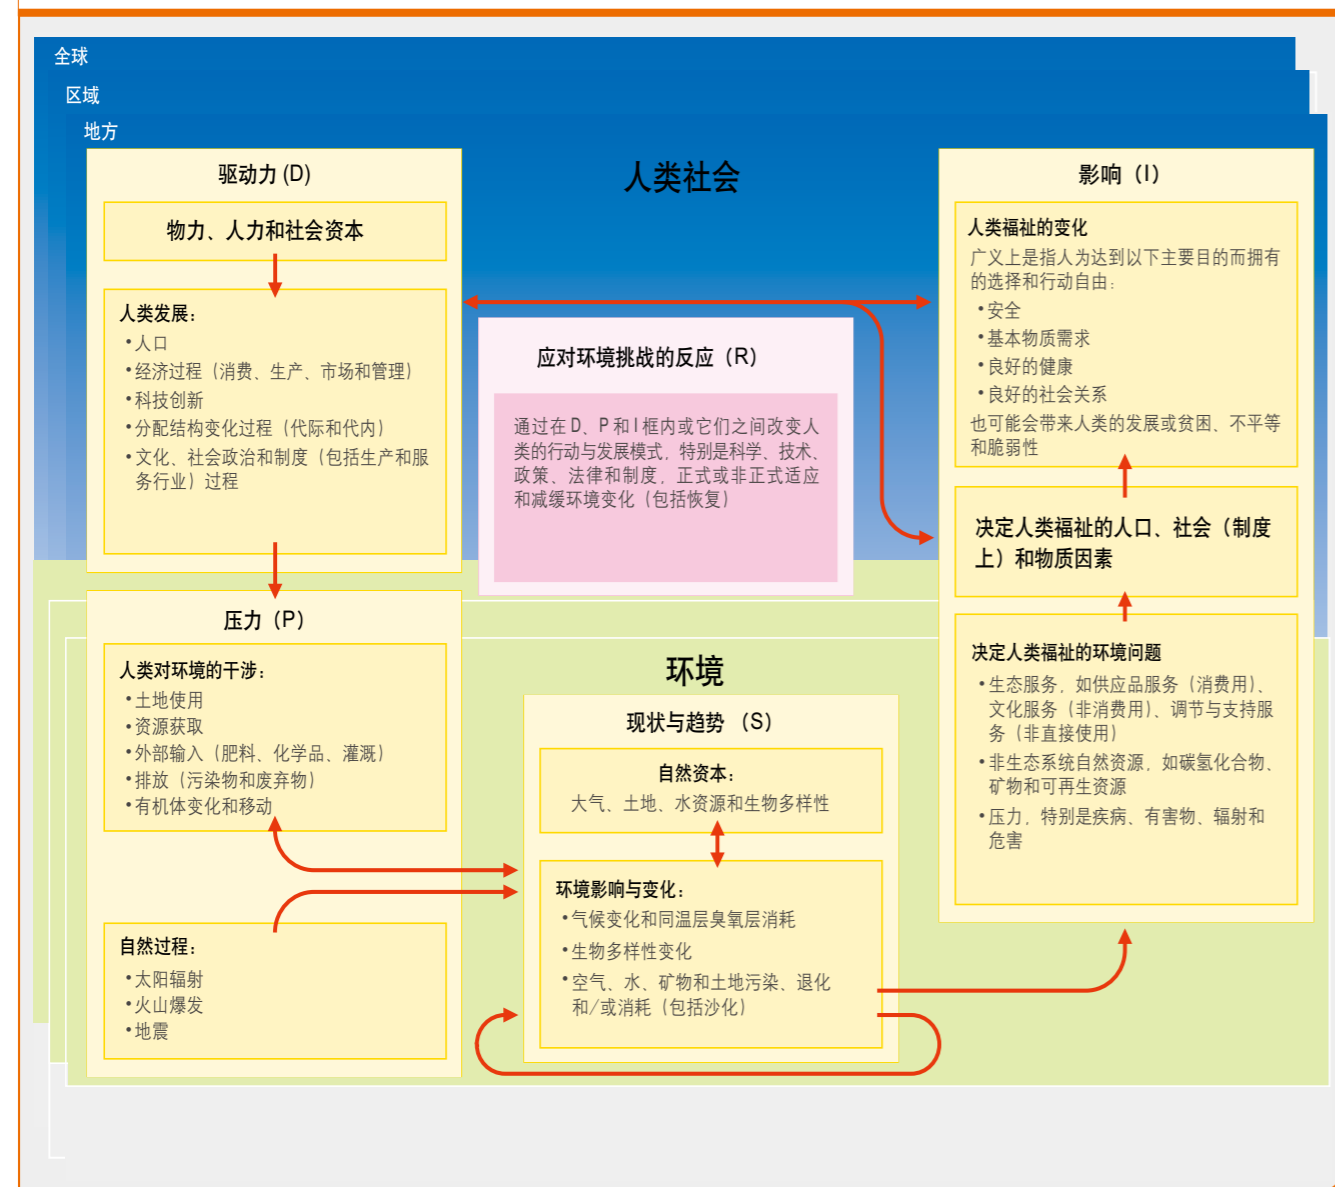 全球
区域
地方
人类社会
驱动力 (D)
物力、人力和社会资本
人类发展:
•人口
•经济过程（消费、生产、市场和管理）
•科技创新
•分配结构变化过程（代际和代内）
•文化、社会政治和制度（包括生产和服
务行业）过程
压力（P）
人类对环境的干涉:
•土地使用
•资源获取
•外部输入（肥料、化学品、灌溉）
•排放（污染物和废弃物）
•有机体变化和移动
自然过程:
•太阳辐射
•火山爆发
•地震
应对环境挑战的反应（R）
通过在 D、P 和 I 框内或它们之间改变人
类的行动与发展模式，特别是科学、技术、
政策、法律和制度，正式或非正式适应
和减缓环境变化（包括恢复）
环境
现状与趋势 （S）
自然资本:
大气、土地、水资源和生物多样性
环境影响与变化:
•气候变化和同温层臭氧层消耗
•生物多样性变化
•空气、水、矿物和土地污染、退化
和/或消耗（包括沙化）
影响（I）
人类福祉的变化
广义上是指人为达到以下主要目的而拥有
的选择和行动自由:
•安全
•基本物质需求
•良好的健康
•良好的社会关系
也可能会带来人类的发展或贫困、不平等
和脆弱性
决定人类福祉的人口、社会（制度
上）和物质因素
决定人类福祉的环境问题
•生态服务，如供应品服务（消费用）、
文化服务（非消费用）、调节与支持服
务（非直接使用）
•非生态系统自然资源，如碳氢化合物、
矿物和可再生资源
•压力，特别是疾病、有害物、辐射和
危害